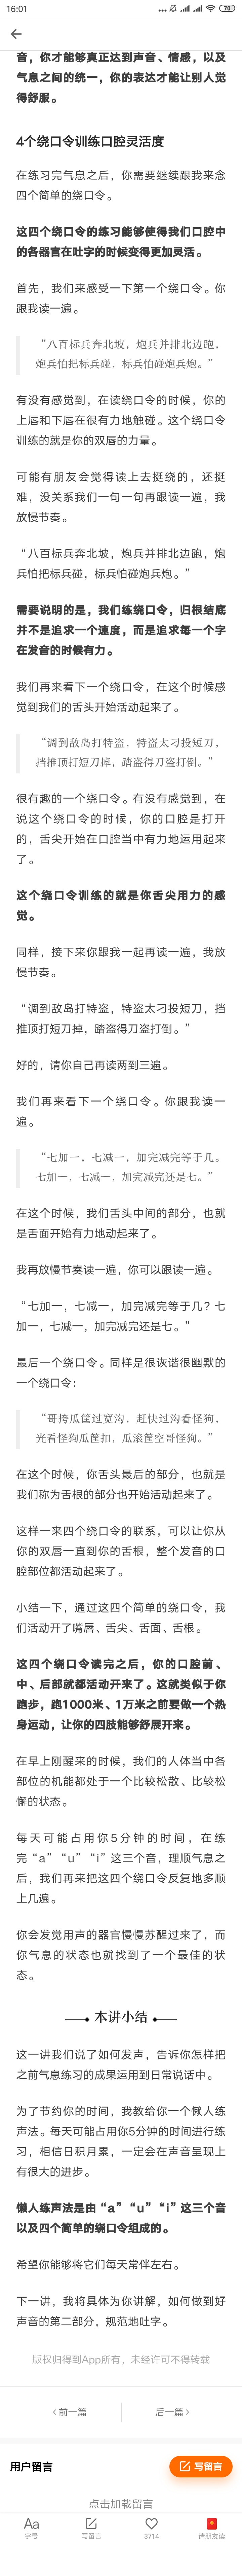 16:01
70
音，你才能够真正达到声音、情感，以及
气息之间的统一，你的表达才能让别人觉
得舒服。
4个绕口令训练口腔灵活度
在练习完气息之后，你需要继续跟我来念
四个简单的绕口令。
这四个绕口令的练习能够使得我们口腔中
的各器官在吐字的时候变得更加灵活。
首先，我们来感受一下第一个绕口令。你
跟我读一遍。
“八百标兵奔北坡，炮兵并排北边跑，
炮兵怕把标兵碰，标兵怕碰炮兵炮。”
有没有感觉到，在读绕口令的时候，你的
上唇和下唇在很有力地触碰。这个绕口令
训练的就是你的双唇的力量。
可能有朋友会觉得读上去挺绕的，还挺
难，没关系我们一句一句再跟读一遍，我
放慢节奏。
“八百标兵奔北坡，炮兵并排北边跑，炮
兵怕把标兵碰，标兵怕碰炮兵炮。”
需要说明的是，我们练绕口令，归根结底
并不是追求一个速度，而是追求每一个字
在发音的时候有力。
我们再来看下一个绕口令，在这个时候感
觉到我们的舌头开始活动起来了。
“调到敌岛打特盗，特盗太刁投短刀，
挡推顶打短刀掉，踏盗得刀盗打倒。”
很有趣的一个绕口令。有没有感觉到，在
说这个绕口令的时候，你的口腔是打开
的，舌尖开始在口腔当中有力地运用起来
了。
这个绕口令训练的就是你舌尖用力的感
觉。
同样，接下来你跟我一起再读一遍，我放
慢节奏。
“调到敌岛打特盗，特盗太刁投短刀，挡
推顶打短刀掉，踏盗得刀盗打倒。”
好的，请你自己再读两到三遍。
我们再来看下一个绕口令。你跟我读一
遍。
“七加一，七减一，加完减完等于几。
七加一，七减一，加完减完还是七。”
在这个时候，我们舌头中间的部分，也就
是舌面开始有力地动起来了。
我再放慢节奏读一遍，你可以跟读一遍。
“七加一，七减一，加完减完等于几？七
加一，七减一，加完减完还是七。”
最后一个绕口令。同样是很诙谐很幽默的
一个绕口令：
“哥挎瓜筐过宽沟，赶快过沟看怪狗，
光看怪狗瓜筐扣，瓜滚筐空哥怪狗。”
在这个时候，你舌头最后的部分，也就是
我们称为舌根的部分也开始活动起来了。
这样一来四个绕口令的联系，可以让你从
你的双唇一直到你的舌根，整个发音的口
腔部位都活动起来了。
小结一下，通过这四个简单的绕口令，我
们活动开了嘴唇、舌尖、舌面、舌根。
这四个绕口令读完之后，你的口腔前、
中、后部就都活动开来了。这就类似于你
跑步，跑1000米、1万米之前要做一个热
身运动，让你的四肢能够舒展开来。
在早上刚醒来的时候，我们的人体当中各
部位的机能都处于一个比较松散、比较松
懈的状态。
每天可能占用你5分钟的时间，在练
完“a”“u”“i”这三个音，理顺气息之
后，我们再来把这四个绕口令反复地多顺
上几遍。
你会发觉用声的器官慢慢苏醒过来了，而
你气息的状态也就找到了一个最佳的状
态。
本讲小结
这一讲我们说了如何发声，告诉你怎样把
之前气息练习的成果运用到日常说话中。
为了节约你的时间，我教给你一个懒人练
声法。每天可能占用你5分钟的时间进行练
习，相信日积月累，一定会在声音呈现上
有很大的进步。
懒人练声法是由“a”“u”“i”这三个音
以及四个简单的绕口令组成的。
希望你能够将它们每天常伴左右。
下一讲，我将具体为你讲解，如何做到好
声音的第二部分，规范地吐字。
版权归得到App所有，未经许可不得转载
前一篇 后一篇
用户留言 写留言
点击加载留言
Aa 3714
字号 写留言 请朋友读